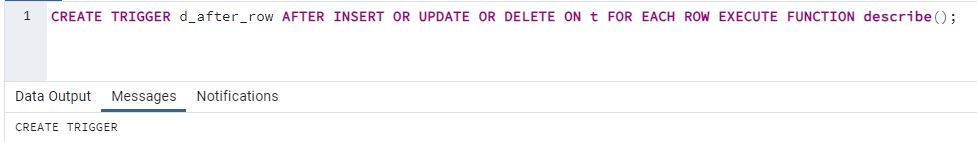 1 CREATE TRIGGER d_after_row AFTER INSERT OR UPDATE OR DELETE ON t FOR EACH ROW EXECUTE FUNCTION describe();
Data Output Messages Notifications
CREATE TRIGGER